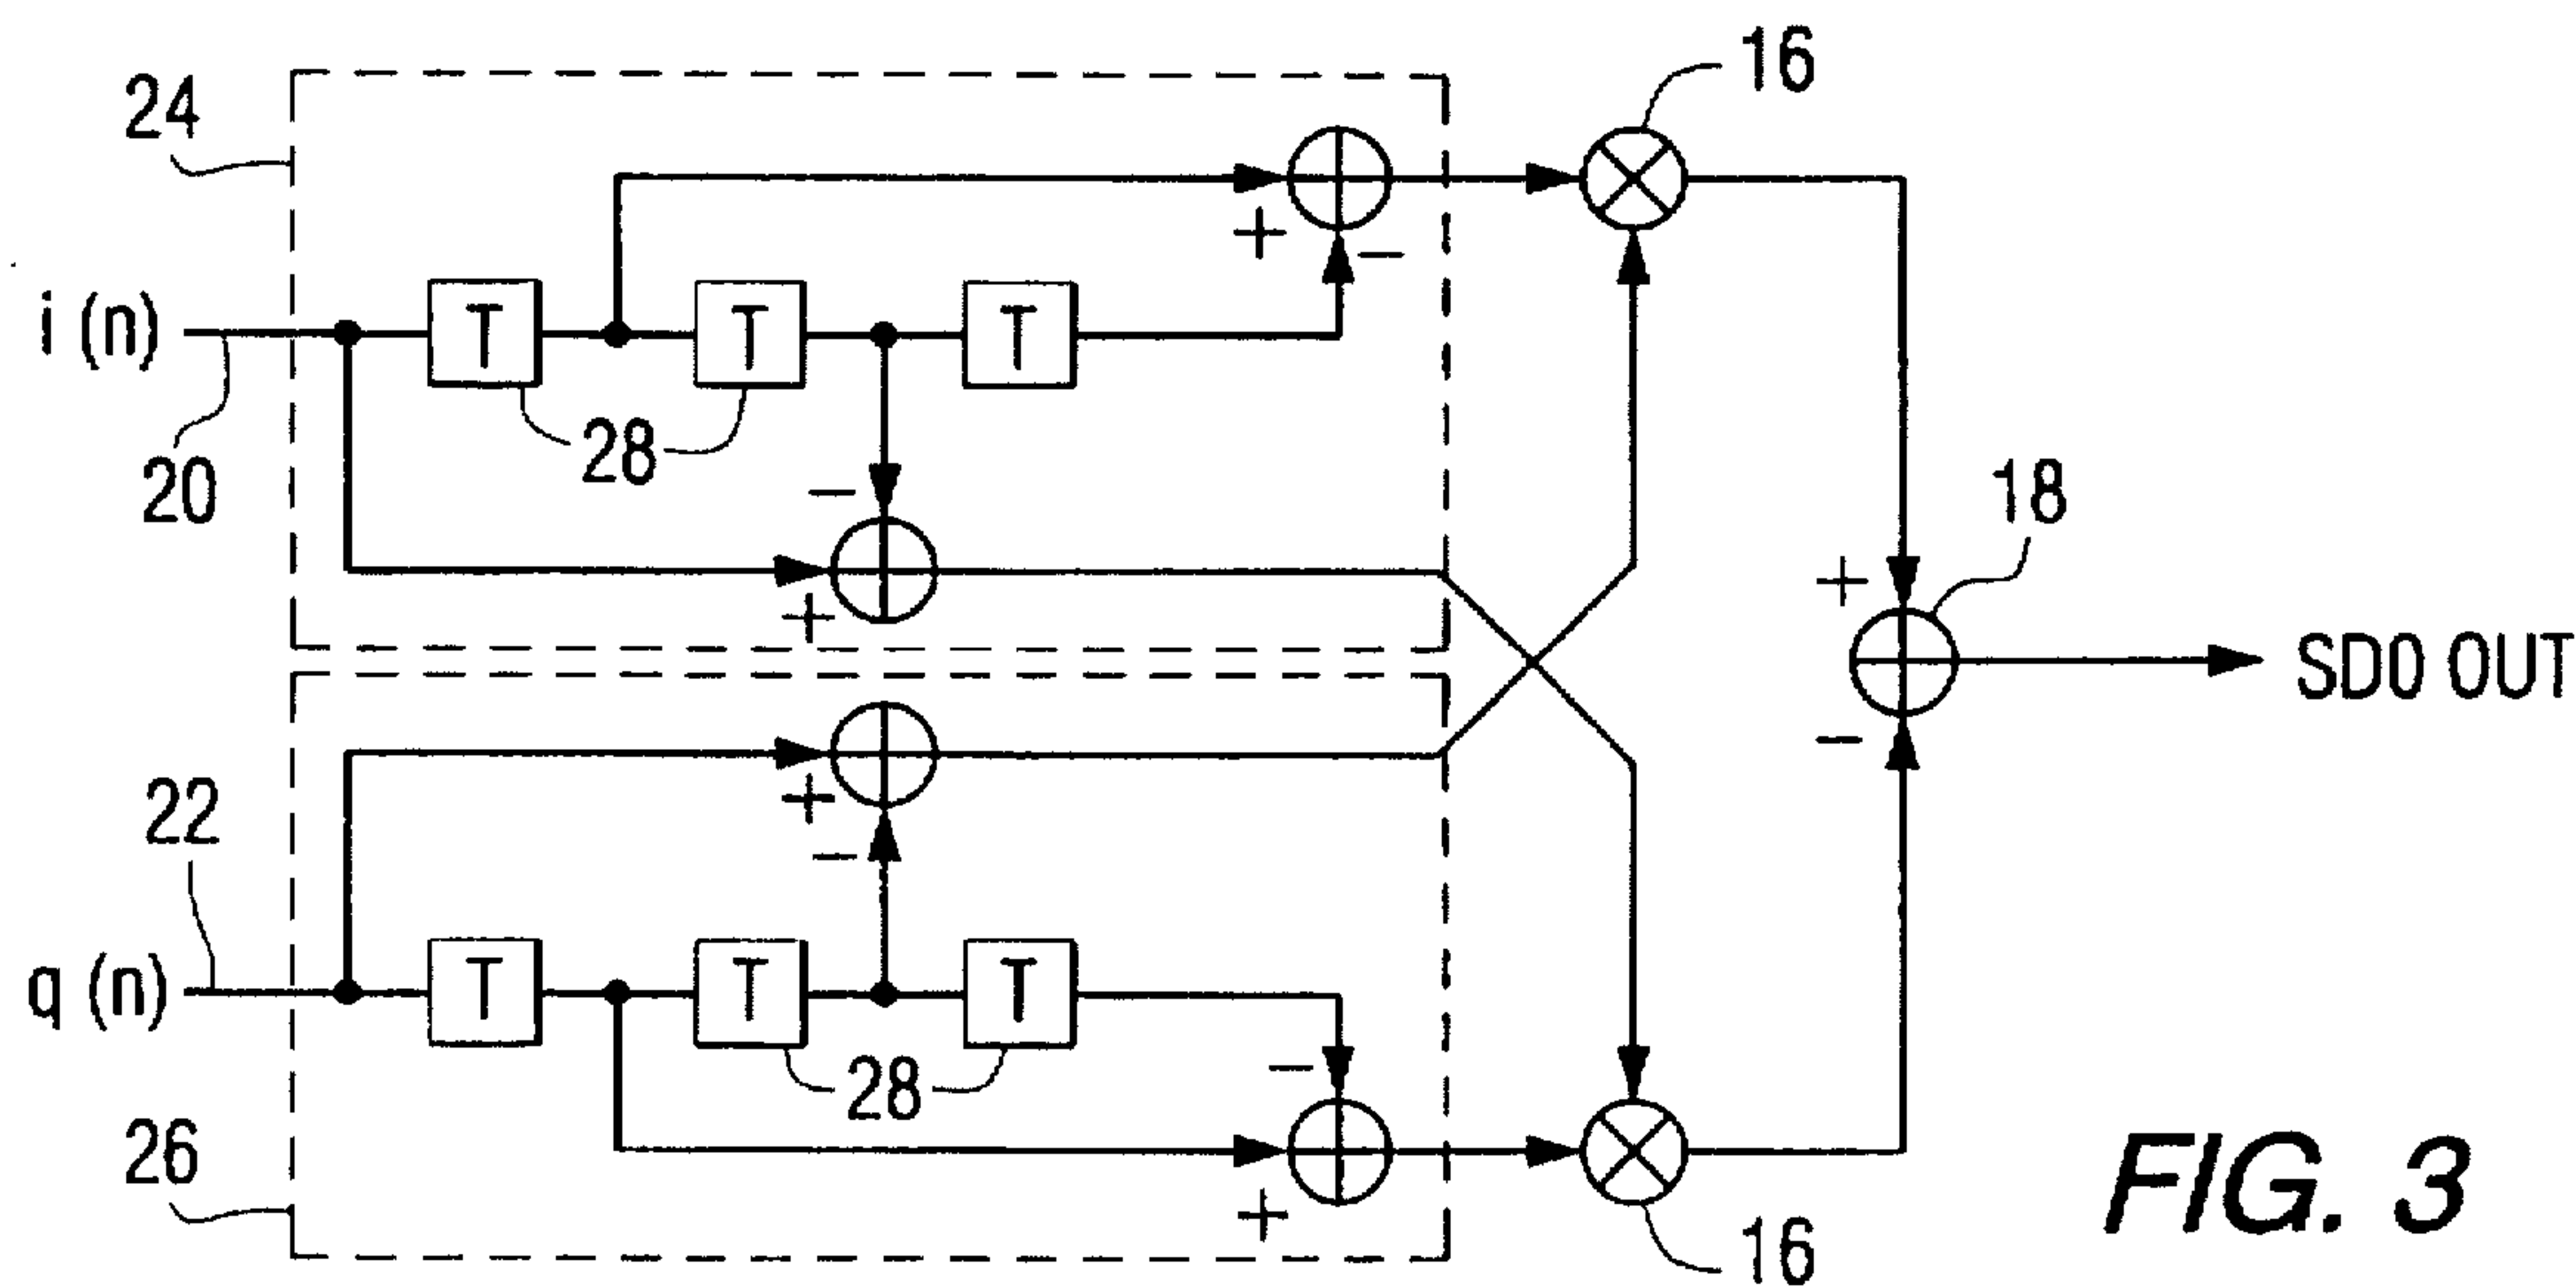 24
16
+
−
i (n)
T
T
T
28
20
−
+
18
+
SDO OUT
−
22
+
−
q (n)
T
T
T
28
−
+
26
16
FIG. 3